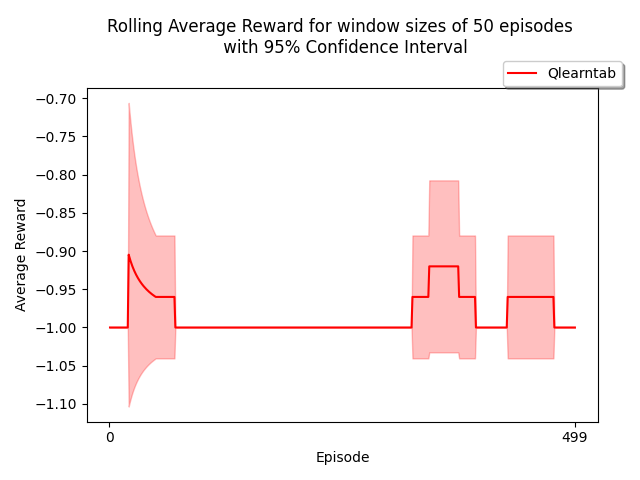 Rolling Average Reward for window sizes of 50 episodes
with 95% Confidence Interval
Qlearntab
−0.70
−0.75
−0.80
−0.85
−0.90
−0.95
−1.00
−1.05
−1.10
Average Reward
0
499
Episode